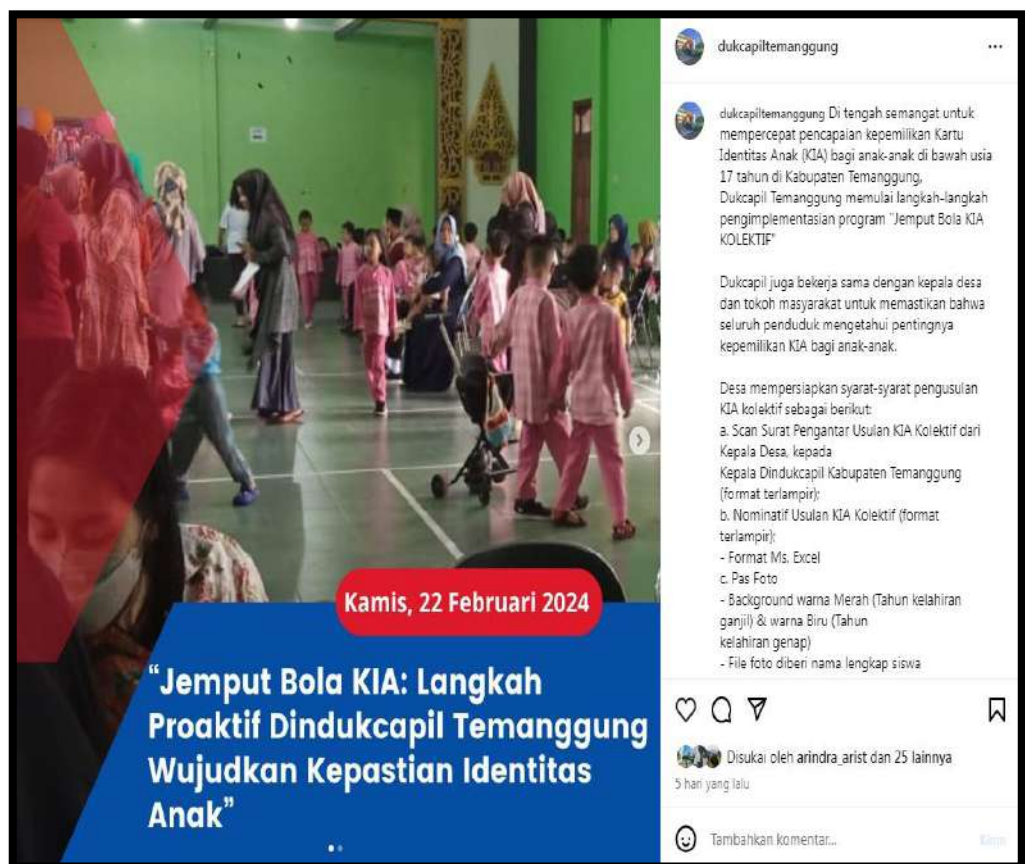 Kamis, 22 Februari 2024
“Jemput Bola KIA: Langkah
Proaktif Dindukcapil Temanggung
Wujudkan Kepastian Identitas
Anak”
dukcapiltemanggung
dukcapiltemanggung Di tengah semangat untuk
mempercepat pencapaian kepemilikan Kartu
Identitas Anak (KIA) bagi anak-anak di bawah usia
17 tahun di Kabupaten Temanggung,
Dukcapil Temanggung memulai langkah-langkah
pengimplementasian program "Jemput Bola KIA
KOLEKTIF"
Dukcapil juga bekerja sama dengan kepala desa
dan tokoh masyarakat untuk memastikan bahwa
seluruh penduduk mengetahui pentingnya
kepemilikan KIA bagi anak-anak.
Desa mempersiapkan syarat-syarat pengusulan
KIA kolektif sebagai berikut:
a. Scan Surat Pengantar Usulan KIA Kolektif dari
Kepala Desa, kepada
Kepala Dindukcapil Kabupaten Temanggung
(format terlampir);
b. Nominatif Usulan KIA Kolektif (format
terlampir):
- Format Ms. Excel
c. Pas Foto
- Background warna Merah (Tahun kelahiran
ganjil) & warna Biru (Tahun
kelahiran genap)
- File foto diberi nama lengkap siswa
Disukai oleh arindra_arist dan 25 lainnya
5 hari yang lalu
Tambahkan komentar...
Kirim